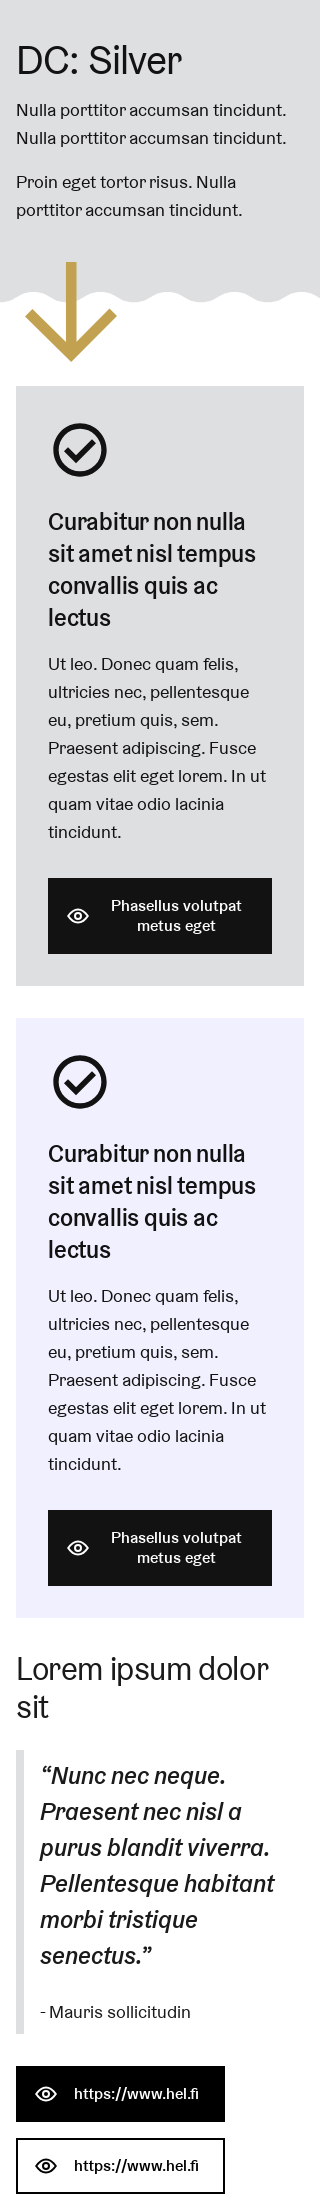 DC: Silver
Nulla porttitor accumsan tincidunt.
Nulla porttitor accumsan tincidunt.
Proin eget tortor risus. Nulla
porttitor accumsan tincidunt.
Curabitur non nulla
sit amet nisl tempus
convallis quis ac
lectus
Ut leo. Donec quam felis,
ultricies nec, pellentesque
eu, pretium quis, sem.
Praesent adipiscing. Fusce
egestas elit eget lorem. In ut
quam vitae odio lacinia
tincidunt.
Phasellus volutpat
metus eget
Curabitur non nulla
sit amet nisl tempus
convallis quis ac
lectus
Ut leo. Donec quam felis,
ultricies nec, pellentesque
eu, pretium quis, sem.
Praesent adipiscing. Fusce
egestas elit eget lorem. In ut
quam vitae odio lacinia
tincidunt.
Phasellus volutpat
metus eget
Lorem ipsum dolor
sit
“Nunc nec neque.
Praesent nec nisl a
purus blandit viverra.
Pellentesque habitant
morbi tristique
senectus.”
- Mauris sollicitudin
https://www.hel.fi
https://www.hel.fi